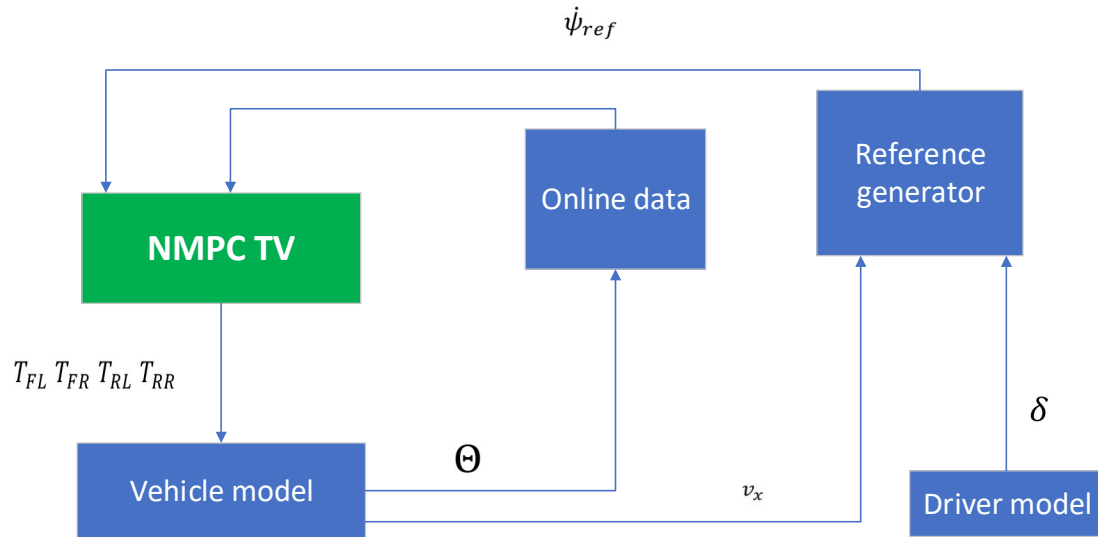 ψ̇_ref
Reference
generator
Online data
NMPC TV
T_FL T_FR T_RL T_RR
δ
Θ
Vehicle model
v_x
Driver model